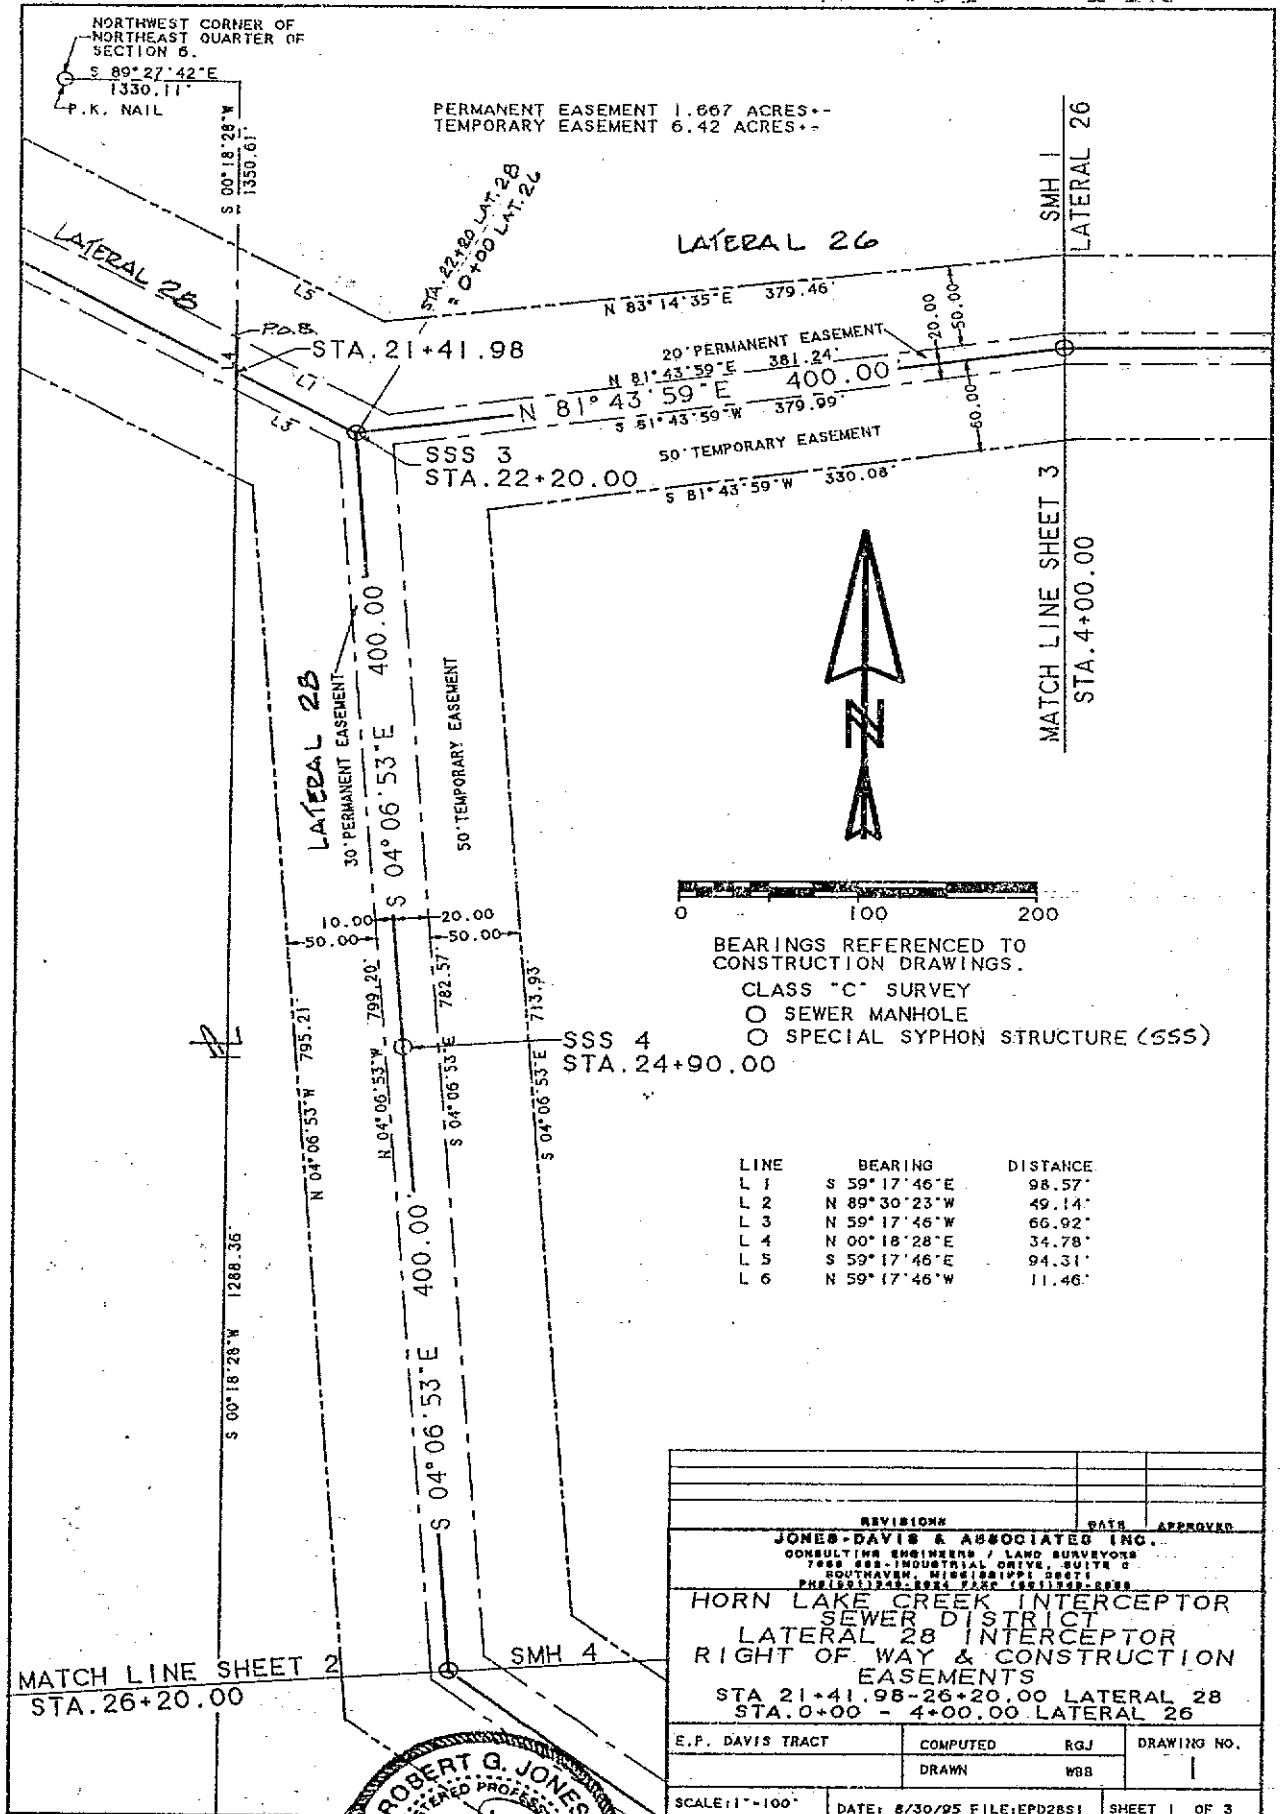 NORTHWEST CORNER OF
NORTHEAST QUARTER OF
SECTION 6.
S 89°27'42"E
1330.11'
P.K. NAIL
S 00°18'28"W
1350.61'
PERMANENT EASEMENT 1.667 ACRES+-
TEMPORARY EASEMENT 6.42 ACRES+-
STA. 22+20 LAT. 28
= 0+00 LAT. 26
SMH 1
LATERAL 26
LATERAL 26
LATERAL 28
L5
N 83°14'35"E 379.46'
20.00
50.00
P.O.B.
STA.21+41.98
L4
L7
L3
20' PERMANENT EASEMENT
N 81°43'59"E 381.24'
N 81°43'59"E 400.00'
S 81°43'59"W 379.99'
60.00
50' TEMPORARY EASEMENT
S 81°43'59"W 330.08'
SSS 3
STA.22+20.00
MATCH LINE SHEET 3
STA.4+00.00
LATERAL 28
30' PERMANENT EASEMENT
S 04°06'53"E 400.00'
50' TEMPORARY EASEMENT
N
0 100 200
10.00 20.00
50.00 50.00
BEARINGS REFERENCED TO
CONSTRUCTION DRAWINGS.
CLASS "C" SURVEY
SEWER MANHOLE
SPECIAL SYPHON STRUCTURE (SSS)
N 04°06'53"W 795.21'
N 04°06'53"W 799.20'
S 04°06'53"E 782.57'
S 04°06'53"E 713.93'
SSS 4
STA.24+90.00
LINE BEARING DISTANCE
L 1 S 59°17'46"E 98.57'
L 2 N 89°30'23"W 49.14'
L 3 N 59°17'46"W 66.92'
L 4 N 00°18'28"E 34.78'
L 5 S 59°17'46"E 94.31'
L 6 N 59°17'46"W 11.46'
S 00°18'28"W 1288.36'
S 04°06'53"E 400.00'
MATCH LINE SHEET 2
STA.26+20.00
SMH 4
REVISIONS DATE APPROVED
JONES-DAVIS & ASSOCIATES INC.
CONSULTING ENGINEERS / LAND SURVEYORS
INDUSTRIAL DRIVE, SUITE
SOUTHAVEN, MISSISSIPPI
HORN LAKE CREEK INTERCEPTOR
SEWER DISTRICT
LATERAL 28 INTERCEPTOR
RIGHT OF WAY & CONSTRUCTION
EASEMENTS
STA 21+41.98-26+20.00 LATERAL 28
STA.0+00 - 4+00.00 LATERAL 26
E.P. DAVIS TRACT
COMPUTED RGJ
DRAWN WBB
DRAWING NO.
1
SCALE:1"=100'
DATE: 8/30/95 FILE:EPD28S1
SHEET 1 OF 3
ROBERT G. JONES